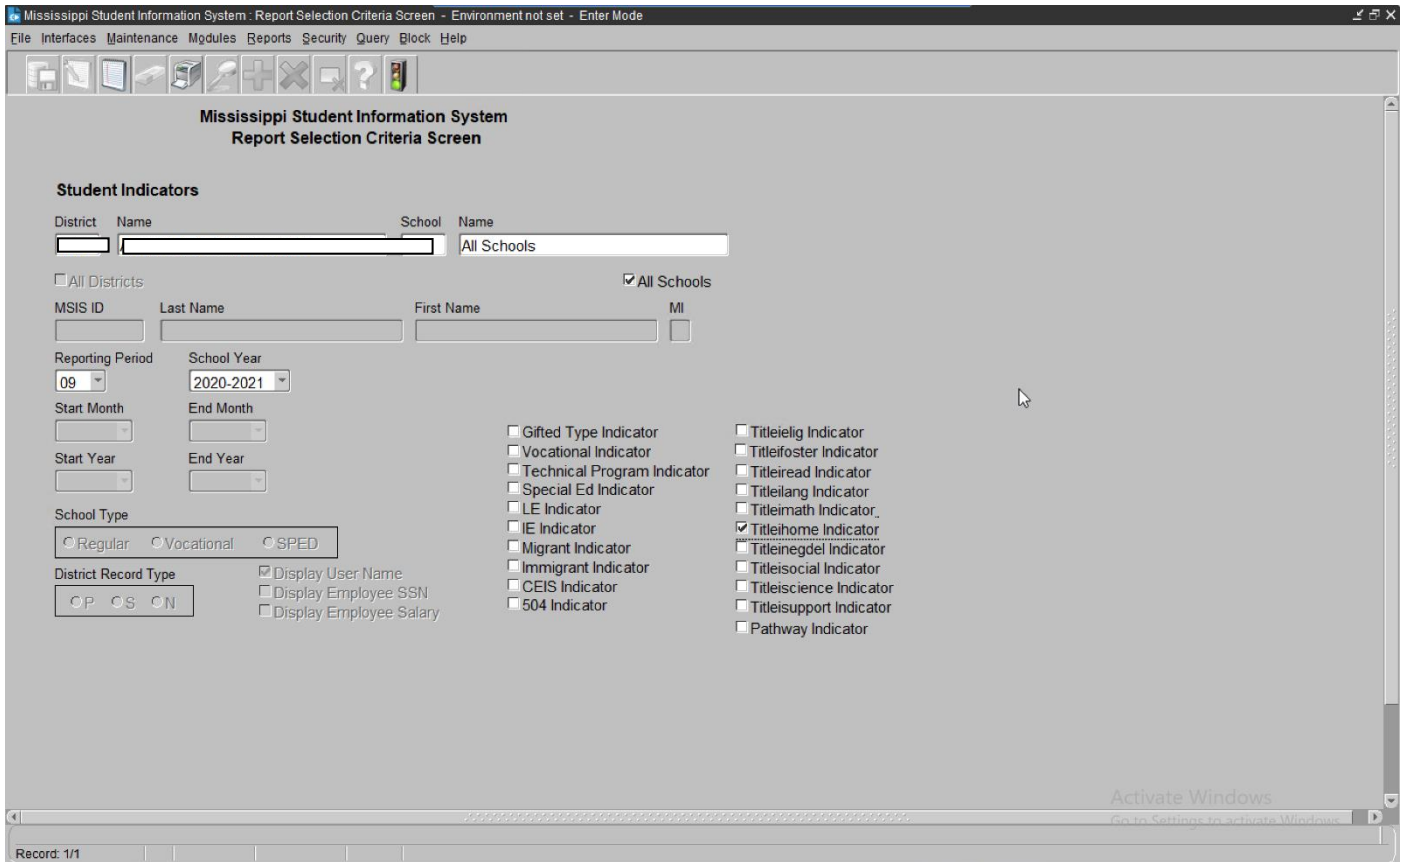 Mississippi Student Information System : Report Selection Criteria Screen - Environment not set - Enter Mode
File Interfaces Maintenance Modules Reports Security Query Block Help
Mississippi Student Information System
Report Selection Criteria Screen
Student Indicators
District Name School Name
All Schools
All Districts All Schools
MSIS ID Last Name First Name MI
Reporting Period School Year
09 2020-2021
Start Month End Month
Start Year End Year
School Type
Regular Vocational SPED
District Record Type
P S N
Display User Name
Display Employee SSN
Display Employee Salary
Gifted Type Indicator
Vocational Indicator
Technical Program Indicator
Special Ed Indicator
LE Indicator
IE Indicator
Migrant Indicator
Immigrant Indicator
CEIS Indicator
504 Indicator
Titleielig Indicator
Titleifoster Indicator
Titleiread Indicator
Titleilang Indicator
Titleimath Indicator
Titleihome Indicator
Titleinegdel Indicator
Titleisocial Indicator
Titleiscience Indicator
Titleisupport Indicator
Pathway Indicator
Activate Windows
Go to Settings to activate Windows.
Record: 1/1